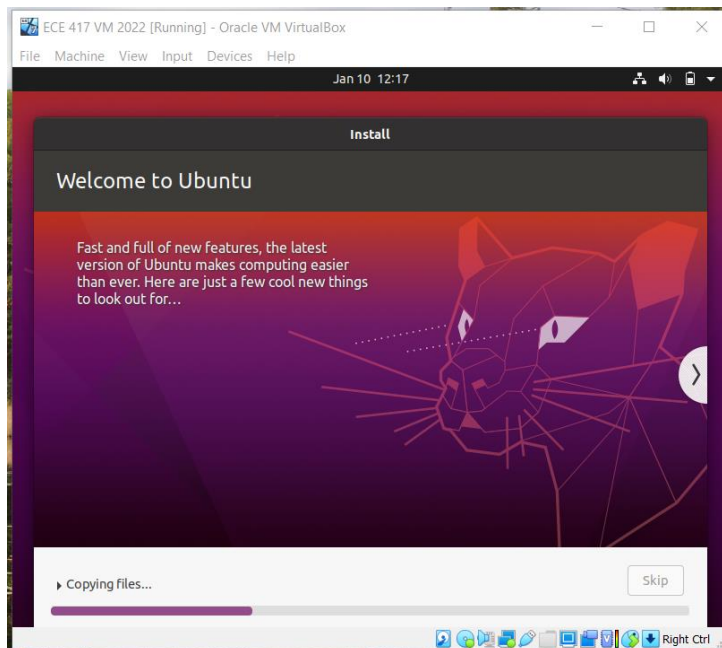 ECE 417 VM 2022 [Running] - Oracle VM VirtualBox
File Machine View Input Devices Help
Jan 10 12:17
Install
Welcome to Ubuntu
Fast and full of new features, the latest
version of Ubuntu makes computing easier
than ever. Here are just a few cool new things
to look out for...
Copying files...
Skip
Right Ctrl